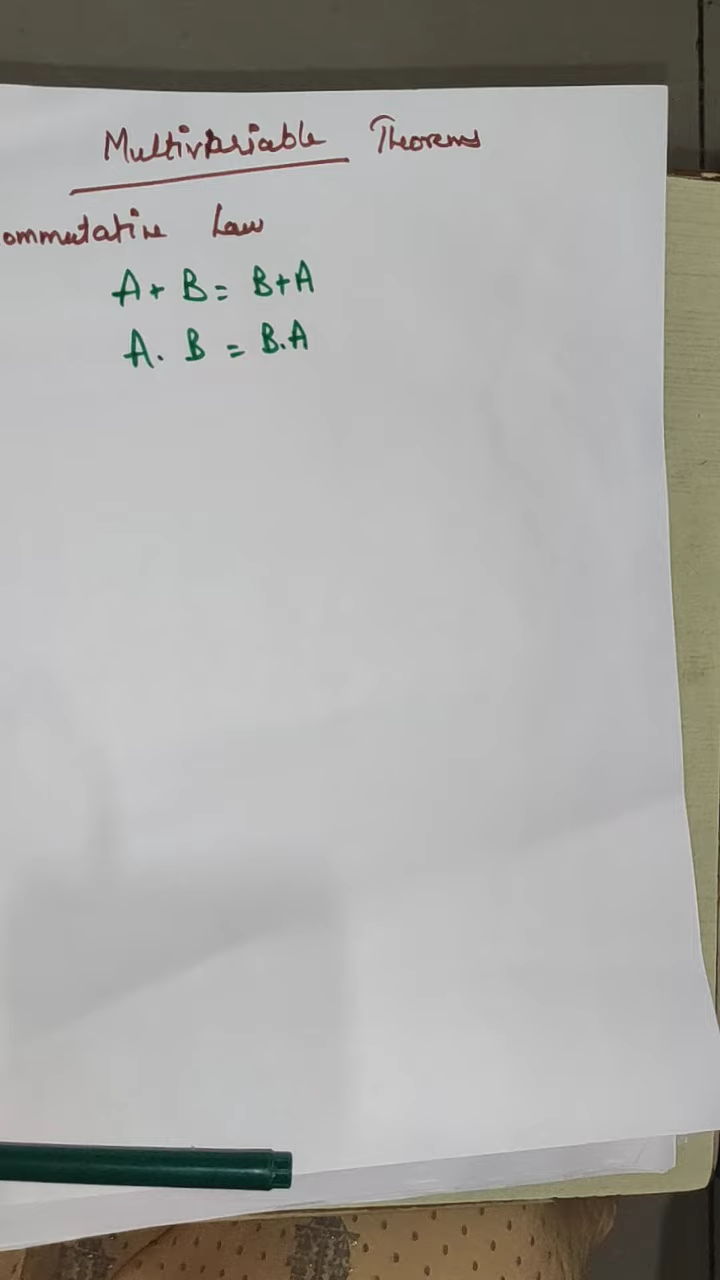 Multivariable Theorems
ommutative Law
A + B = B + A
A . B = B . A